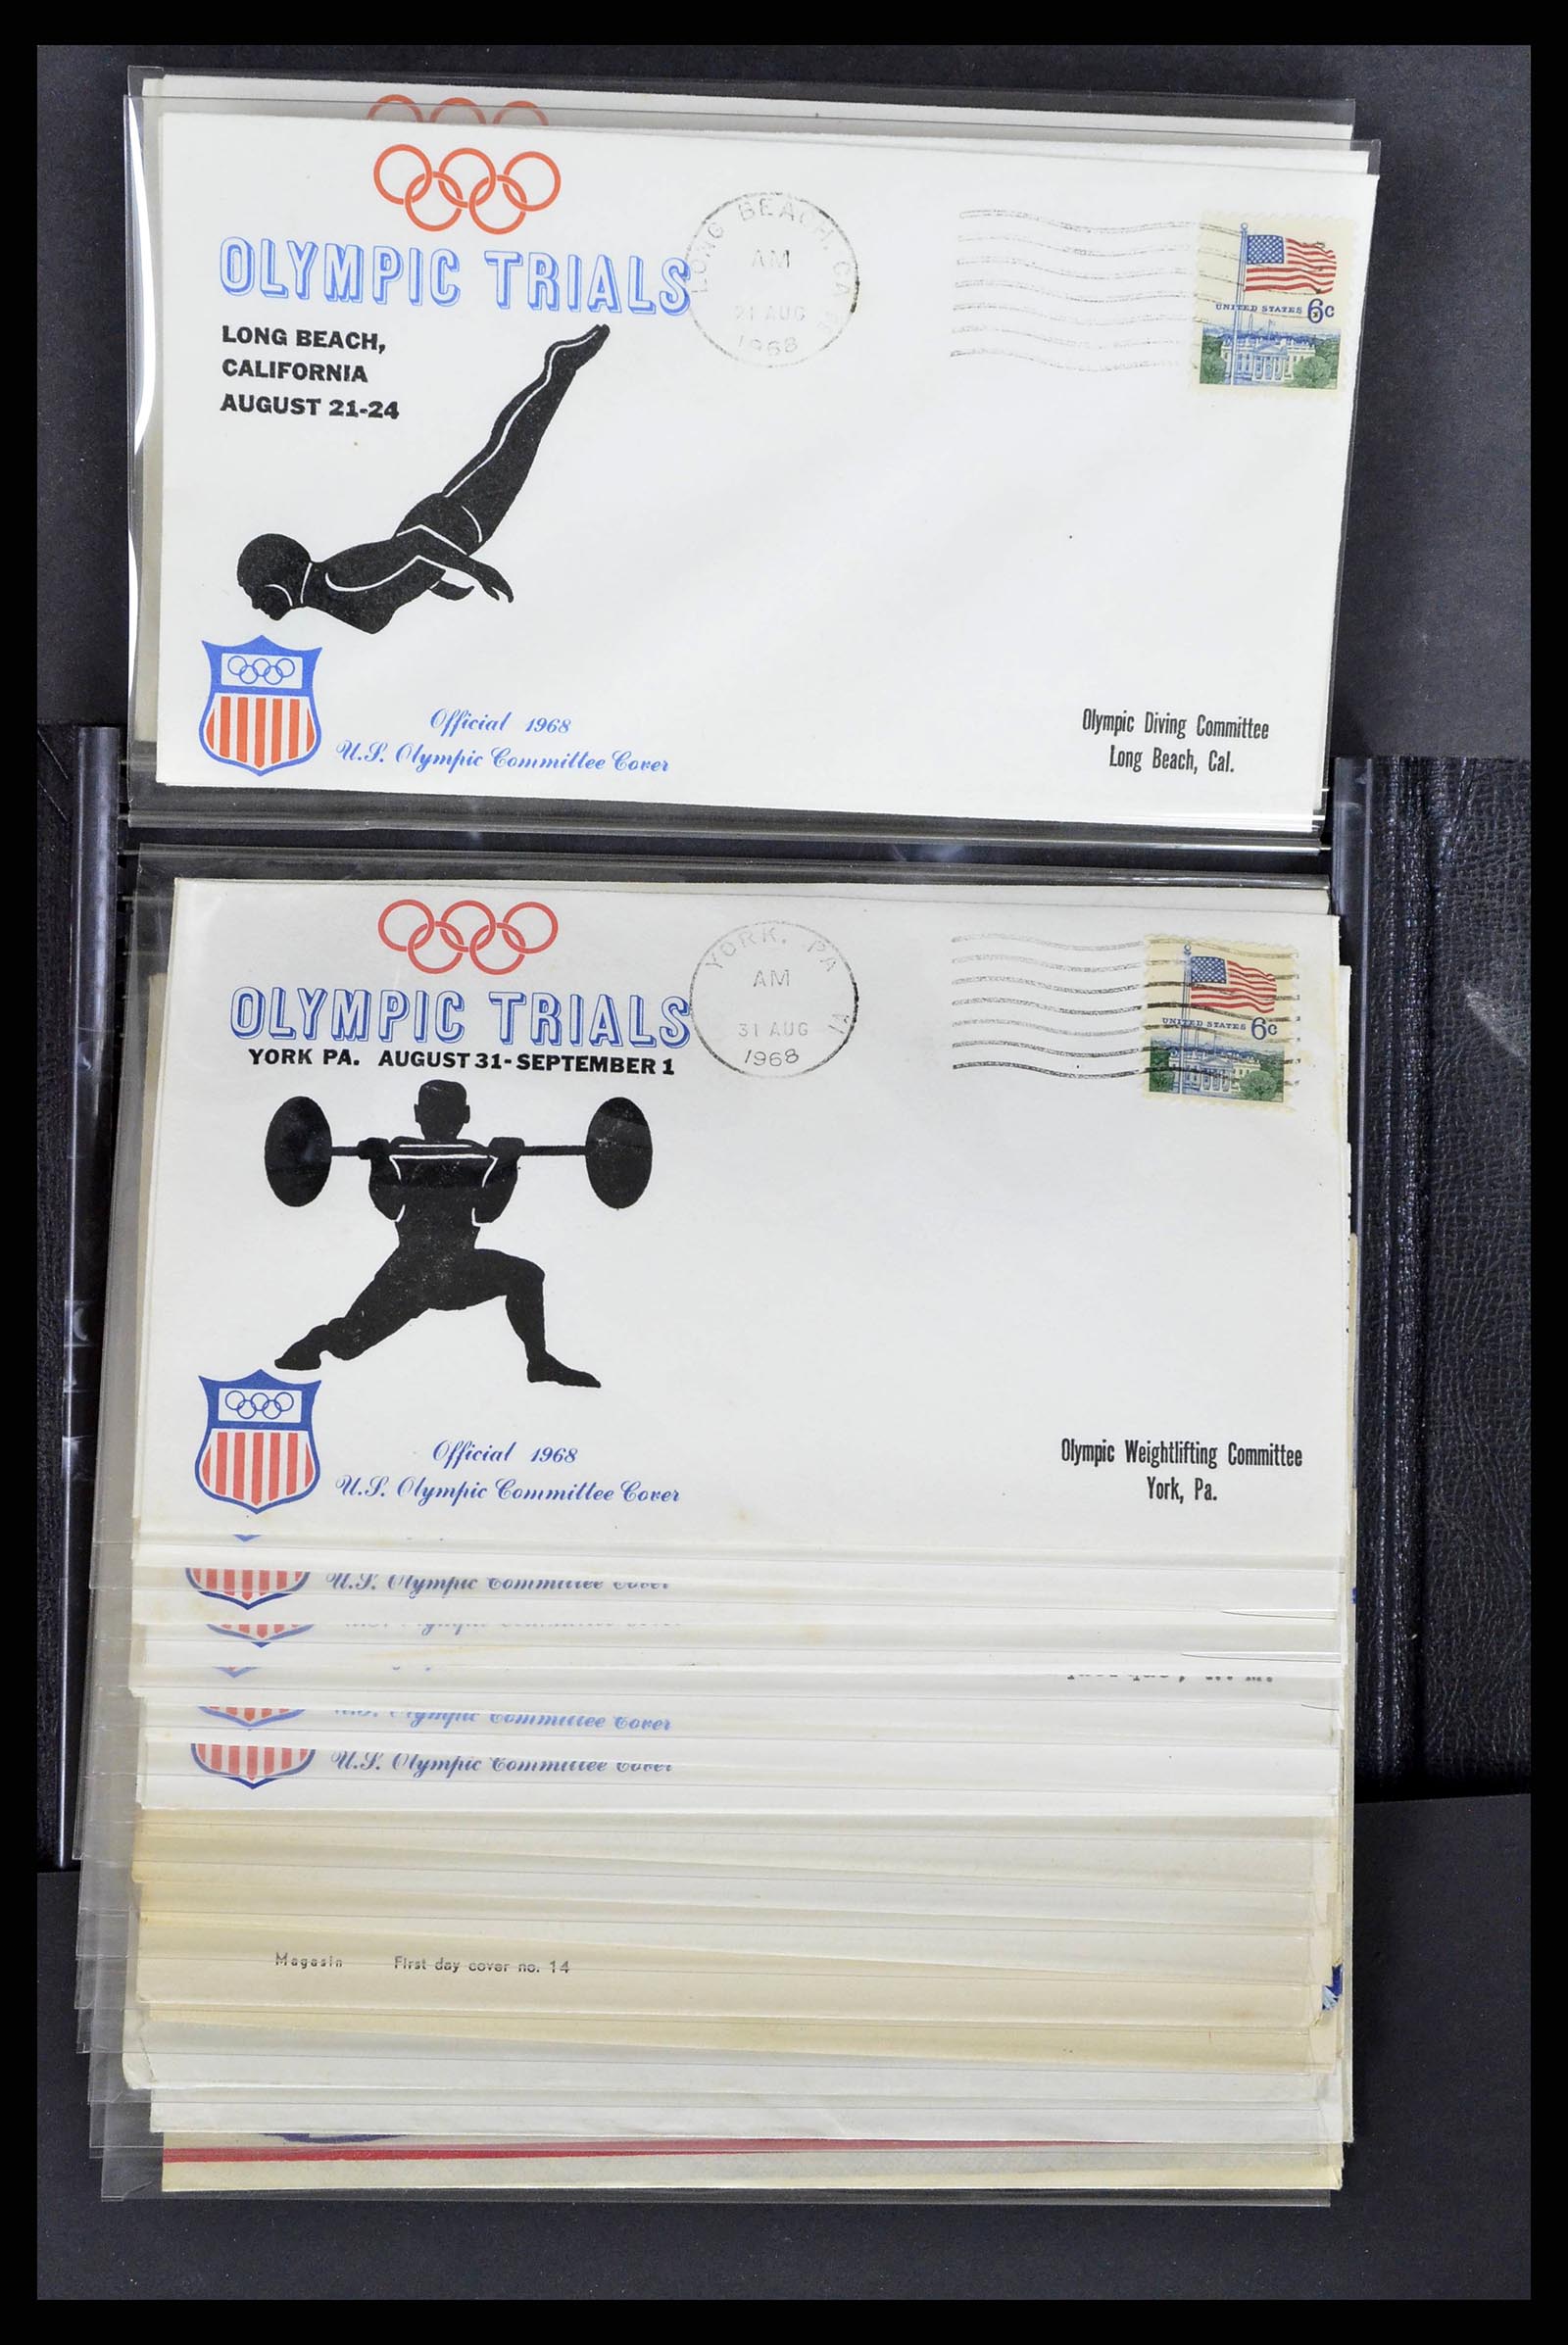 OLYMPIC TRIALS
LONG BEACH,
CALIFORNIA
AUGUST 21-24
LONG BEACH, CA
AM
21 AUG
1968
UNITED STATES 6c
Official 1968
U.S. Olympic Committee Cover
Olympic Diving Committee
Long Beach, Cal.
OLYMPIC TRIALS
YORK PA. AUGUST 31-SEPTEMBER 1
YORK, PA
AM
31 AUG
1968
UNITED STATES 6c
Official 1968
U.S. Olympic Committee Cover
Olympic Weightlifting Committee
York, Pa.
U.S. Olympic Committee Cover
U.S. Olympic Committee Cover
U.S. Olympic Committee Cover
Magasin First day cover no. 14